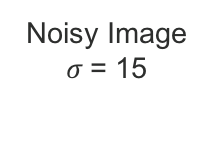 Noisy Image
σ = 15